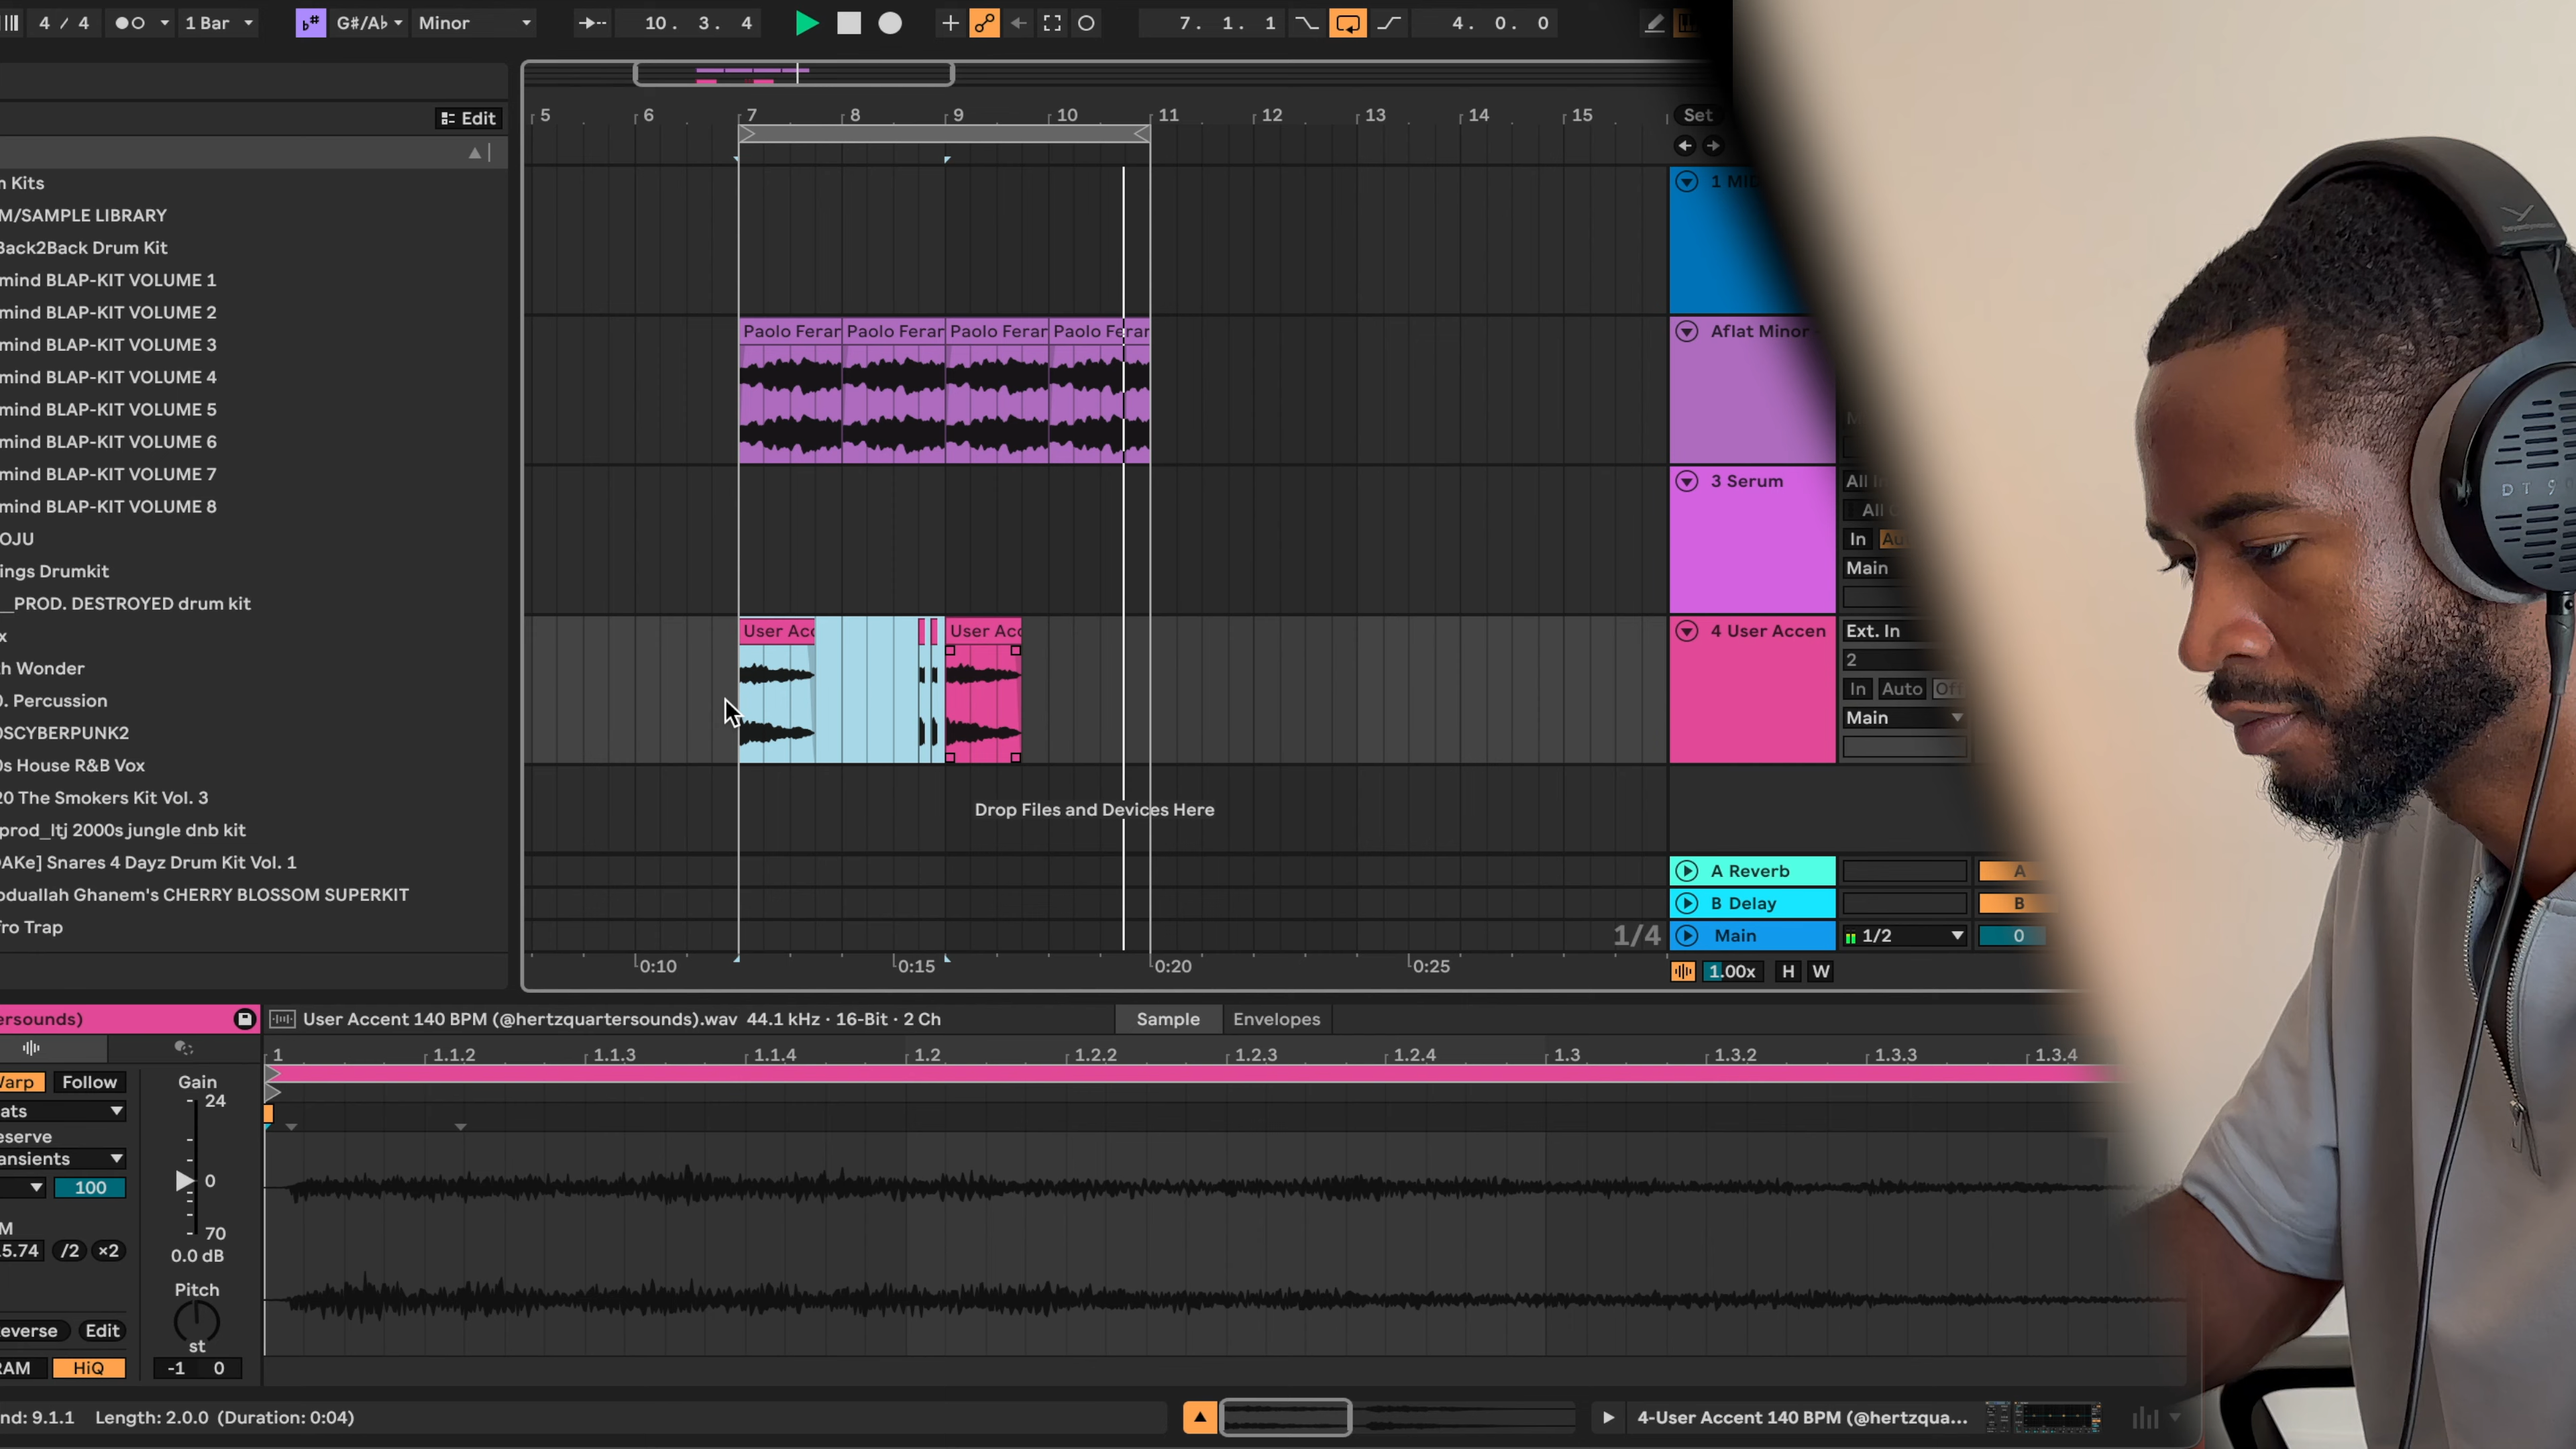 4 / 4
1 Bar
G#/A♭
Minor
10. 3. 4
7. 1. 1
4. 0. 0
Edit
5 6 7 8 9 10 11 12 13 14 15
Set
n Kits
M/SAMPLE LIBRARY
Back2Back Drum Kit
mind BLAP-KIT VOLUME 1
mind BLAP-KIT VOLUME 2
mind BLAP-KIT VOLUME 3
mind BLAP-KIT VOLUME 4
mind BLAP-KIT VOLUME 5
mind BLAP-KIT VOLUME 6
mind BLAP-KIT VOLUME 7
mind BLAP-KIT VOLUME 8
OJU
ings Drumkit
_PROD. DESTROYED drum kit
x
h Wonder
). Percussion
0SCYBERPUNK2
0s House R&B Vox
20 The Smokers Kit Vol. 3
prod_ltj 2000s jungle dnb kit
AKe] Snares 4 Dayz Drum Kit Vol. 1
oduallah Ghanem's CHERRY BLOSSOM SUPERKIT
ro Trap
Paolo Ferar Paolo Ferar Paolo Ferar Paolo Ferar
User Acc
User Acc
Drop Files and Devices Here
1/4
0:10 0:15 0:20 0:25
1 MID
Aflat Minor
3 Serum
All In
All C
In Au
Main
4 User Accen
Ext. In
2
In Auto Off
Main
A Reverb
A
B Delay
B
Main
1/2
0
1.00x H W
DT 9
ersounds)
User Accent 140 BPM (@hertzquartersounds).wav 44.1 kHz · 16-Bit · 2 Ch
Sample
Envelopes
1 1.1.2 1.1.3 1.1.4 1.2 1.2.2 1.2.3 1.2.4 1.3 1.3.2 1.3.3 1.3.4
Warp
Follow
Gain
eats
24
eserve
ansients
0
100
M
70
5.74
/2
×2
0.0 dB
Pitch
everse
Edit
st
RAM
HiQ
-1 0
nd: 9.1.1 Length: 2.0.0 (Duration: 0:04)
4-User Accent 140 BPM (@hertzqua...